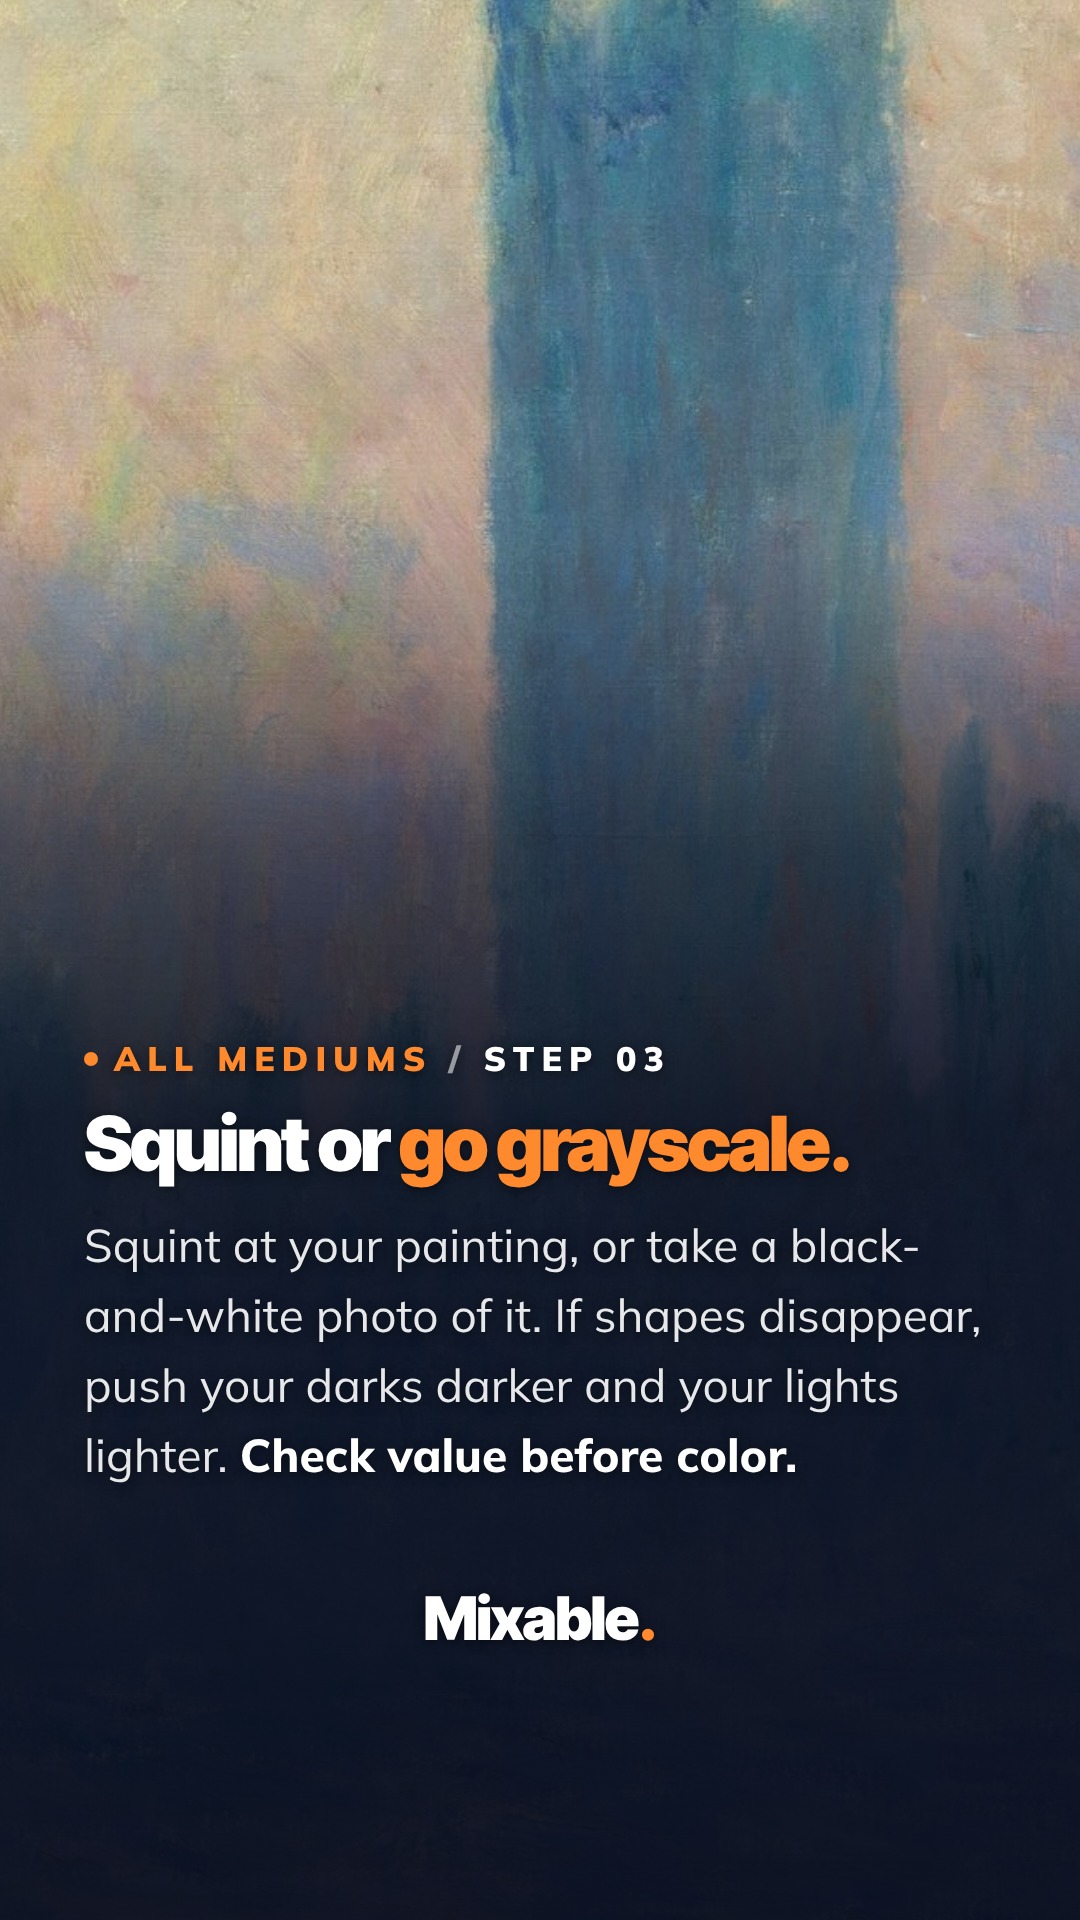 • ALL MEDIUMS / STEP 03
Squint or go grayscale.
Squint at your painting, or take a black-
and-white photo of it. If shapes disappear,
push your darks darker and your lights
lighter. Check value before color.
Mixable.